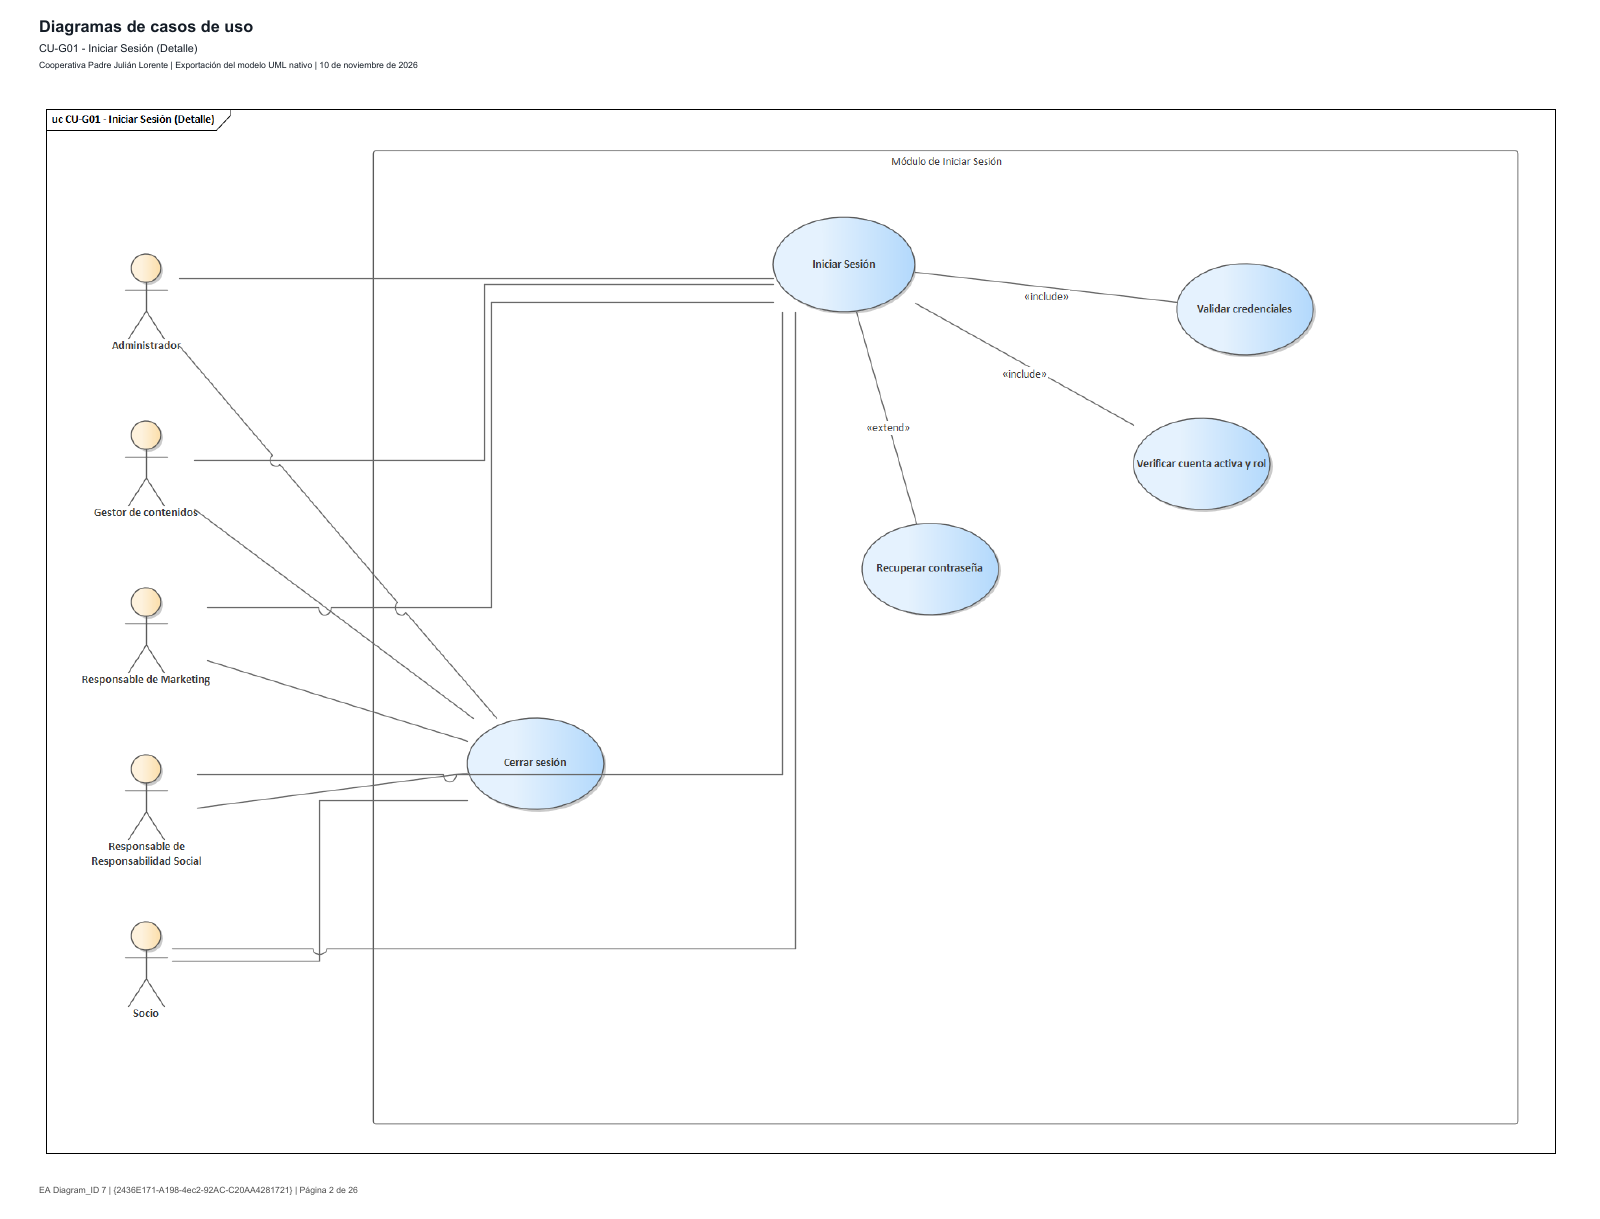 Diagramas de casos de uso
CU-G01 - Iniciar Sesión (Detalle)
Cooperativa Padre Julián Lorente | Exportación del modelo UML nativo | 10 de noviembre de 2026
uc CU-G01 - Iniciar Sesión (Detalle)
Módulo de Iniciar Sesión
Iniciar Sesión
«include»
Validar credenciales
Administrador
«include»
«extend»
Verificar cuenta activa y rol
Gestor de contenidos
Recuperar contraseña
Responsable de Marketing
Cerrar sesión
Responsable de
Responsabilidad Social
Socio
EA Diagram_ID 7 | {2436E171-A198-4ec2-92AC-C20AA4281721} | Página 2 de 26